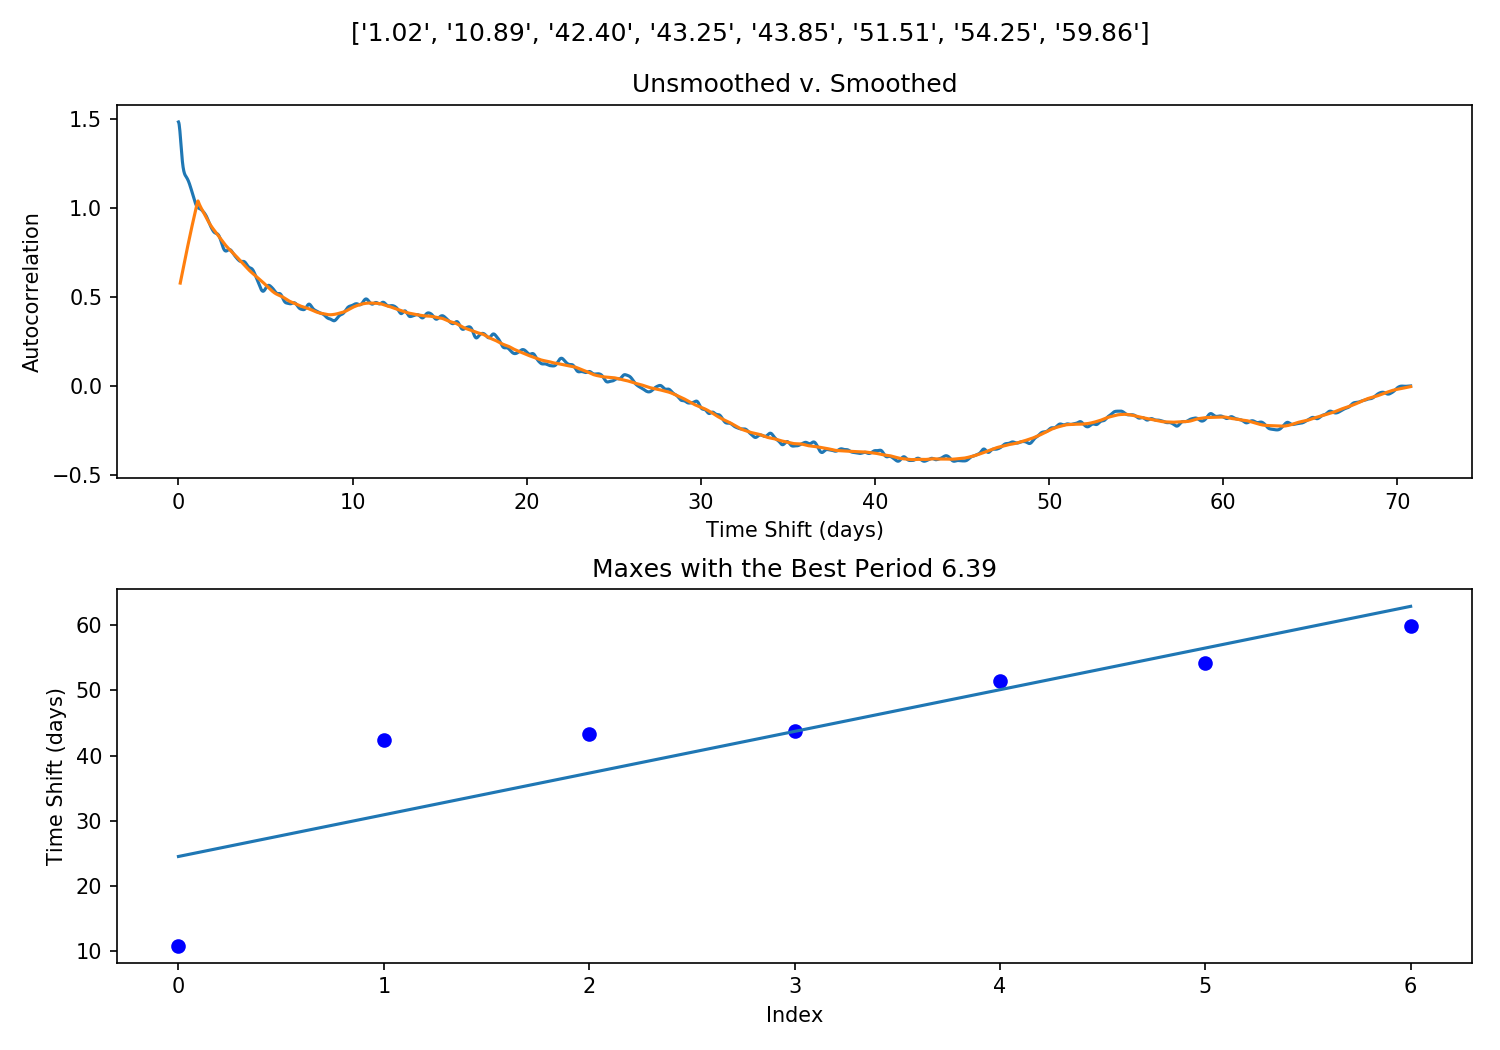 ['1.02', '10.89', '42.40', '43.25', '43.85', '51.51', '54.25', '59.86']
Unsmoothed v. Smoothed
1.5
1.0
0.5
0.0
−0.5
Autocorrelation
0 10 20 30 40 50 60 70
Time Shift (days)
Maxes with the Best Period 6.39
60
50
40
30
20
10
Time Shift (days)
0 1 2 3 4 5 6
Index